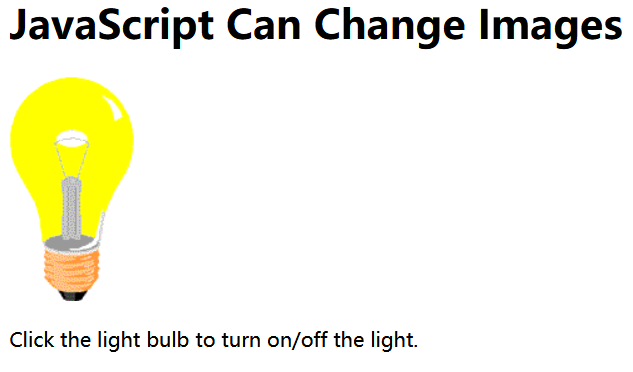 JavaScript Can Change Images
Click the light bulb to turn on/off the light.